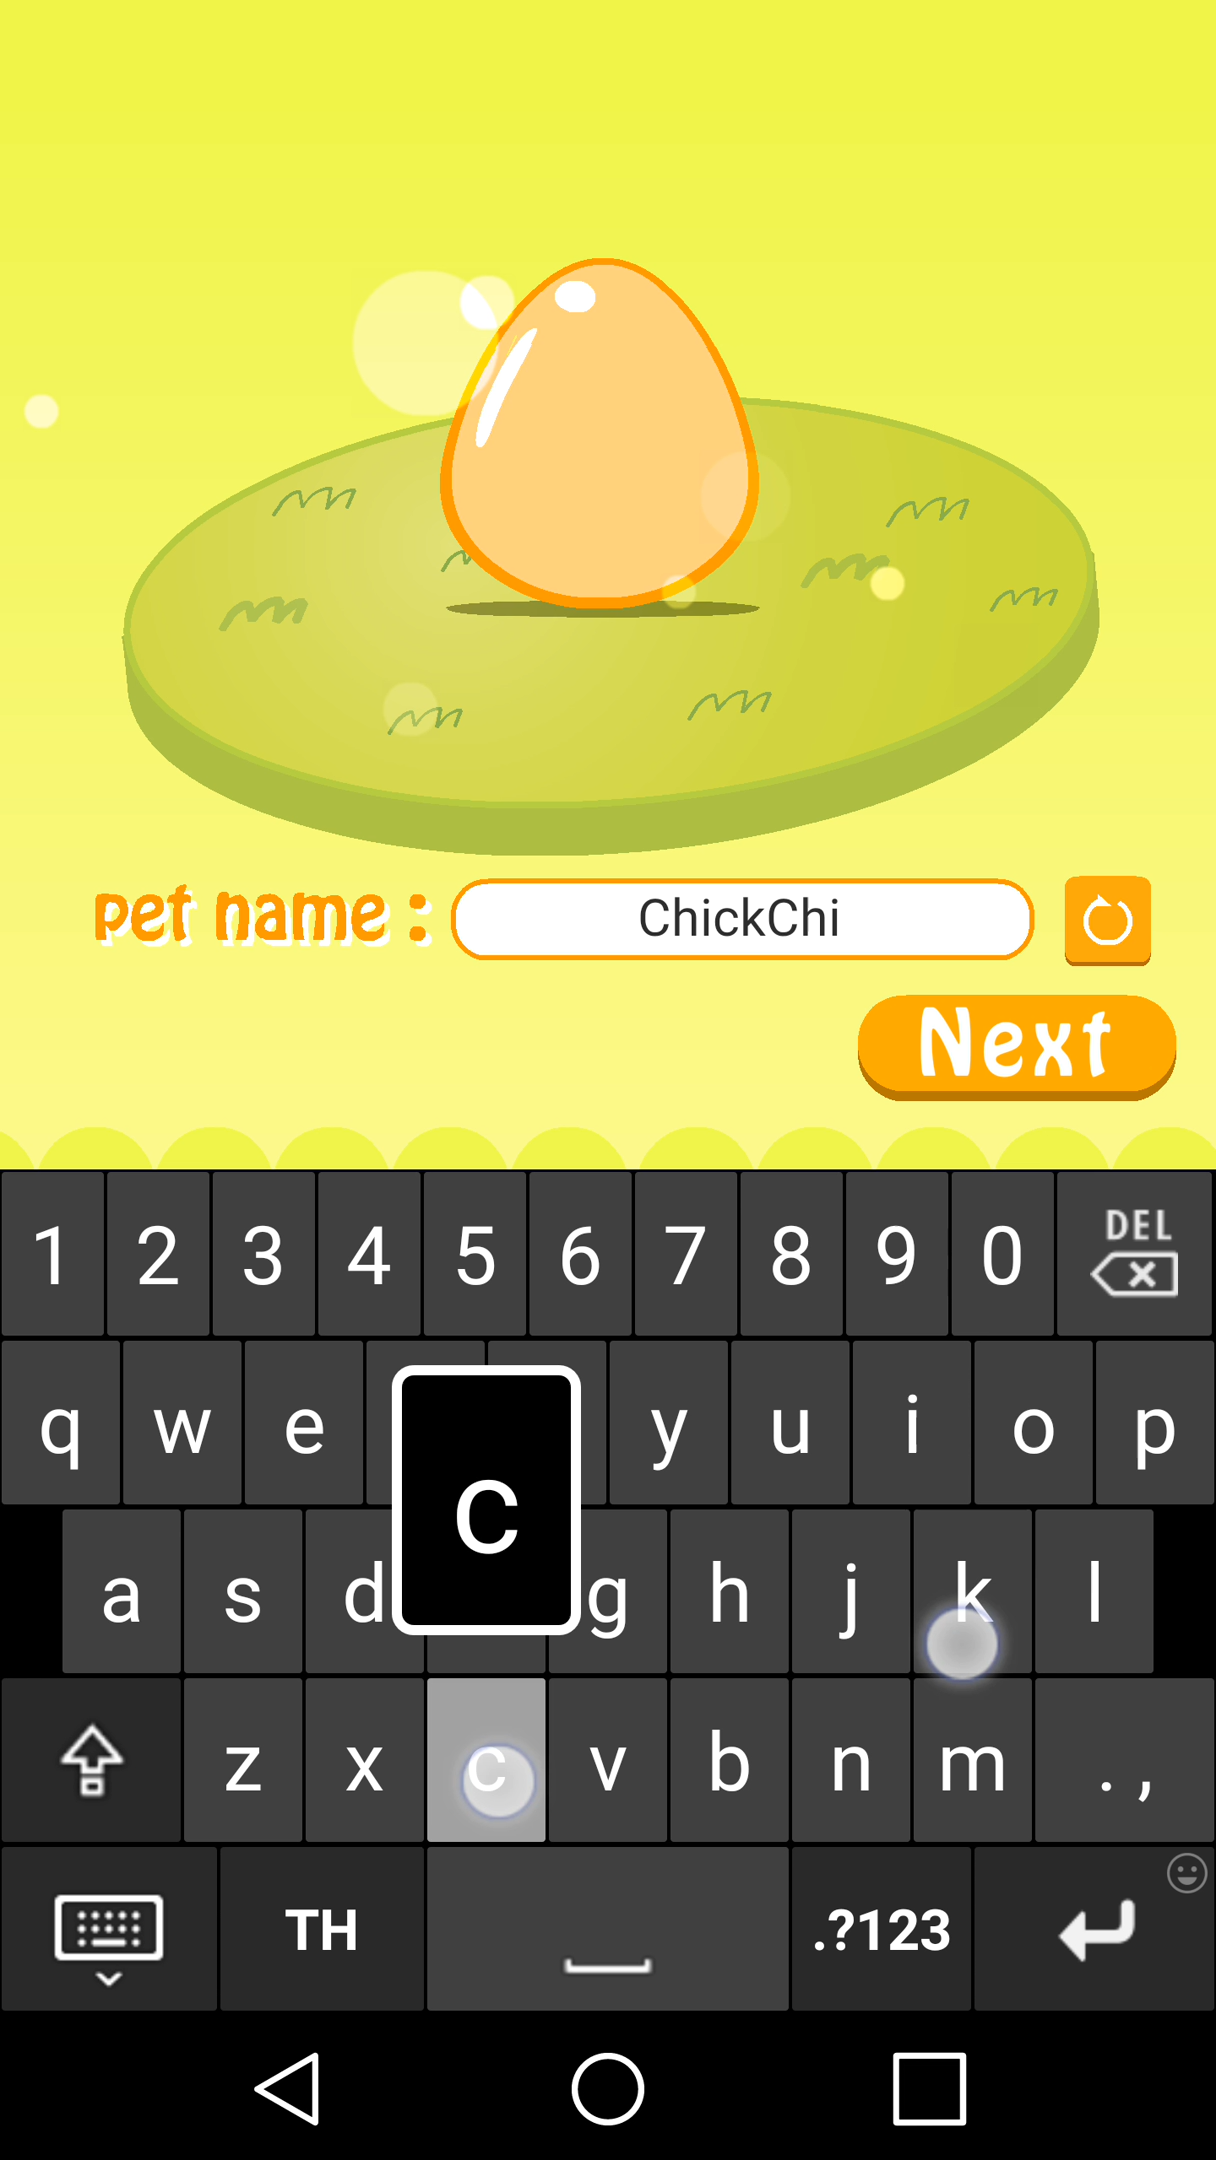 pet name : ChickChi
Next
1 2 3 4 5 6 7 8 9 0 DEL
q w e y u i o p
c
a s d g h j k l
z x c v b n m . ,
TH .?123